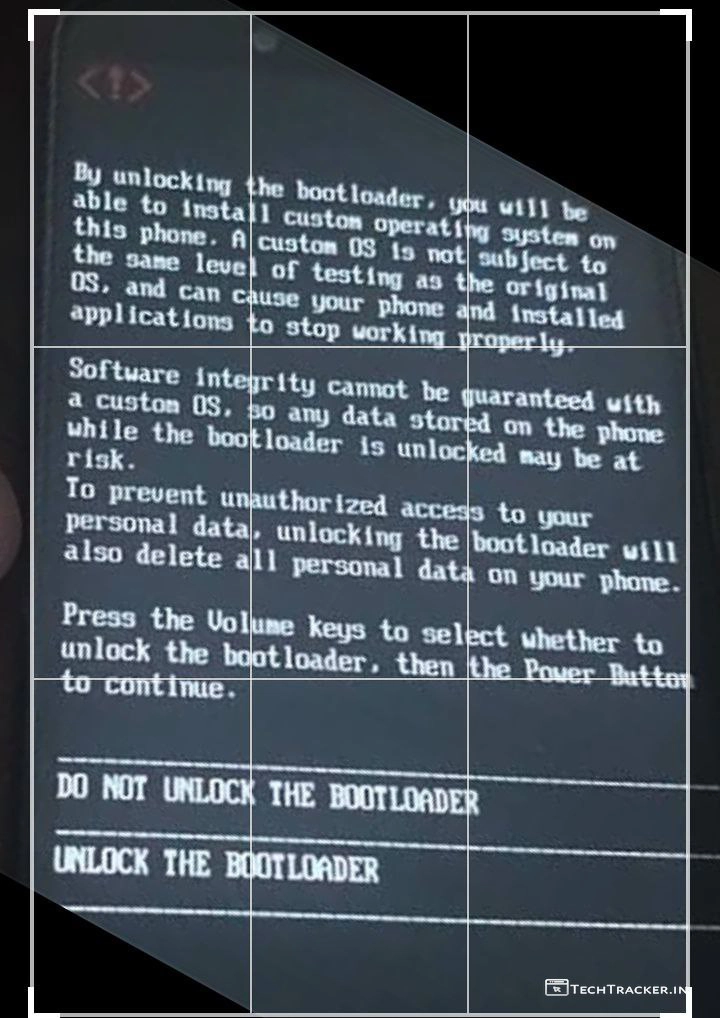 <!>
By unlocking the bootloader, you will be
able to install custom operating system on
this phone. A custom OS is not subject to
the same level of testing as the original
OS, and can cause your phone and installed
applications to stop working properly.
Software integrity cannot be guaranteed with
a custom OS, so any data stored on the phone
while the bootloader is unlocked may be at
risk.
To prevent unauthorized access to your
personal data, unlocking the bootloader will
also delete all personal data on your phone.
Press the Volume keys to select whether to
unlock the bootloader, then the Power Button
to continue.
DO NOT UNLOCK THE BOOTLOADER
UNLOCK THE BOOTLOADER
TECHTRACKER.IN